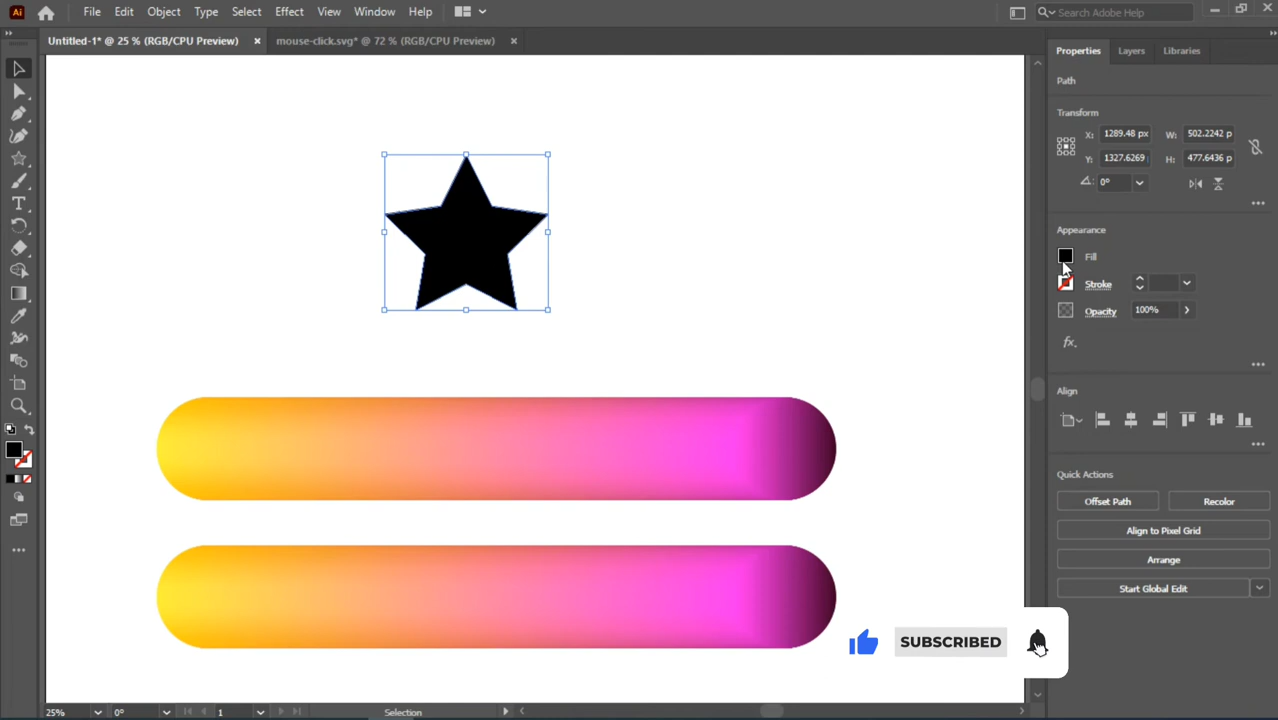 Ai File Edit Object Type Select Effect View Window Help Search Adobe Help
Untitled-1* @ 25 % (RGB/CPU Preview) × mouse-click.svg* @ 72 % (RGB/CPU Preview) ×
Properties Layers Libraries
Path
Transform
X: 1289.48 px W: 502.2242 p
Y: 1327.6269 H: 477.6436 p
0°
Appearance
Fill
Stroke
Opacity 100%
fx.
Align
Quick Actions
Offset Path Recolor
Align to Pixel Grid
Arrange
Start Global Edit
SUBSCRIBED
25% 0° 1 Selection